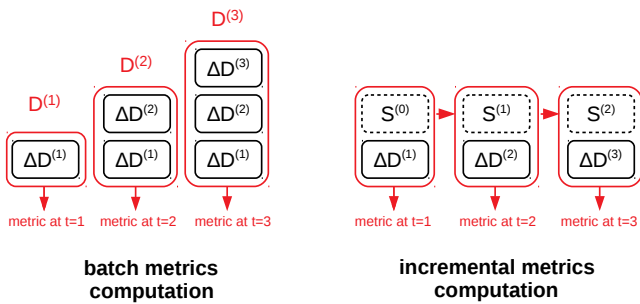 D(1)
ΔD(1)
metric at t=1
D(2)
ΔD(2)
ΔD(1)
metric at t=2
D(3)
ΔD(3)
ΔD(2)
ΔD(1)
metric at t=3
batch metrics
computation
S(0)
ΔD(1)
metric at t=1
S(1)
ΔD(2)
metric at t=2
S(2)
ΔD(3)
metric at t=3
incremental metrics
computation